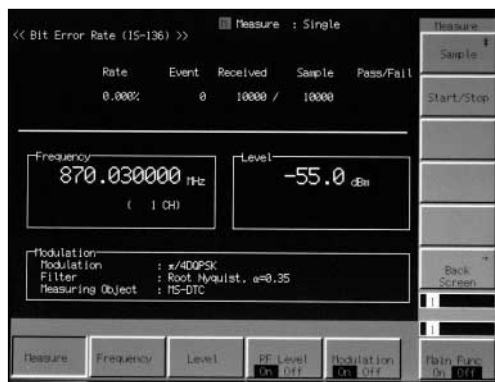 M Measure : Single
<< Bit Error Rate (IS-136) >>
Rate Event Received Sample Pass/Fail
0.000% 0 10000 / 10000
Frequency
870.030000 MHz
( 1 CH)
Level
-55.0 dBm
Modulation
Modulation : π/4DQPSK
Filter : Root Nyquist, α=0.35
Measuring Object : MS-DTC
Measure
Sample
Start/Stop
Back
Screen
1
1
Measure
Frequency
Level
RF Level
On Off
Modulation
On Off
Main Func
On Off